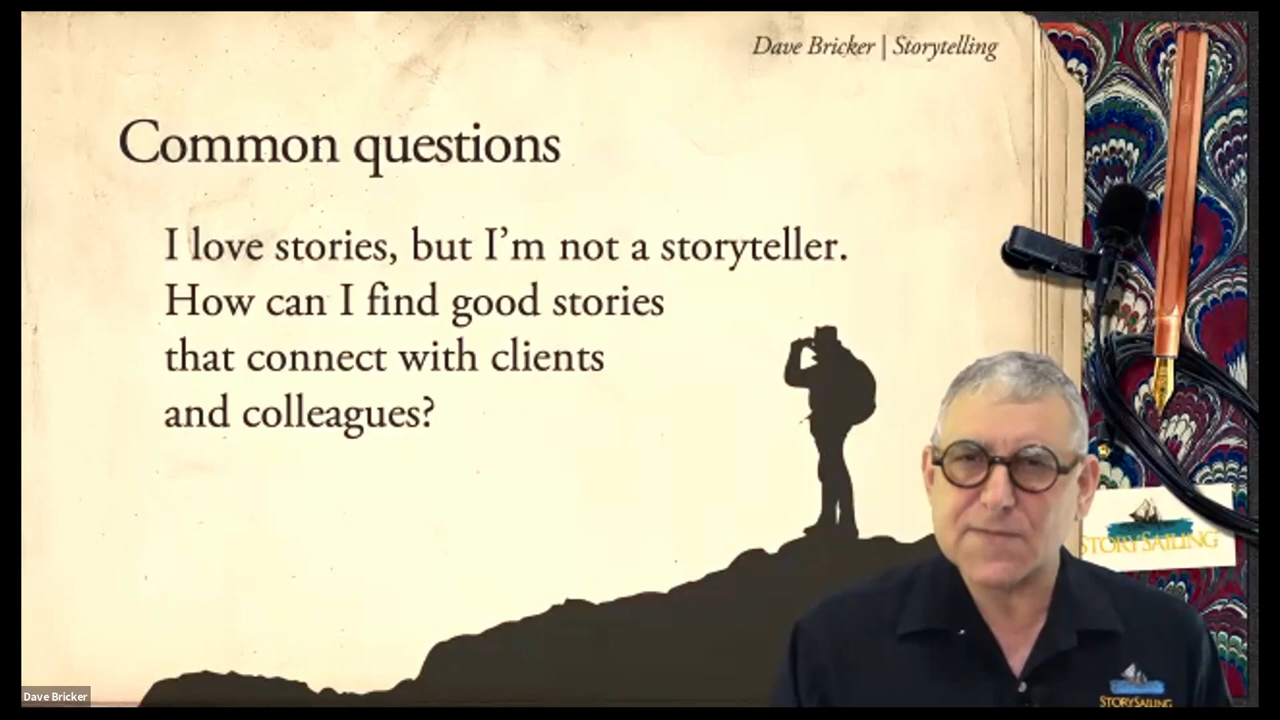 Dave Bricker | Storytelling
Common questions
I love stories, but I'm not a storyteller.
How can I find good stories
that connect with clients
and colleagues?
STORYSAILING
STORYSAILING
Dave Bricker